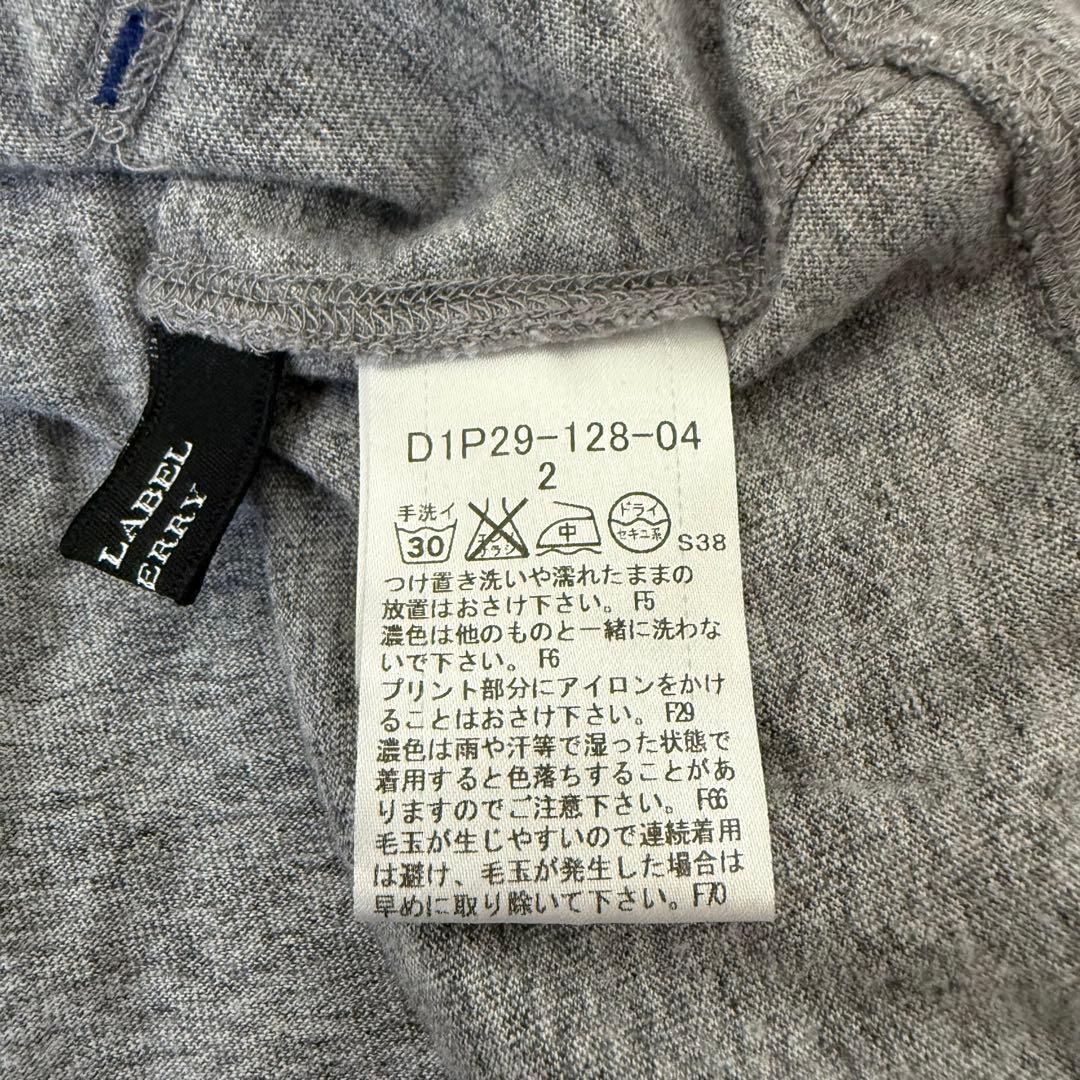 LABEL
ERRY
D1P29-128-04
2
手洗イ
30
中
ドライ
セキユ系
S38
つけ置き洗いや濡れたままの
放置はおさけ下さい。 F5
濃色は他のものと一緒に洗わな
いで下さい。 F6
プリント部分にアイロンをかけ
ることはおさけ下さい。 F29
濃色は雨や汗等で湿った状態で
着用すると色落ちすることがあ
りますのでご注意下さい。 F66
毛玉が生じやすいので連続着用
は避け、毛玉が発生した場合は
早めに取り除いて下さい。F70